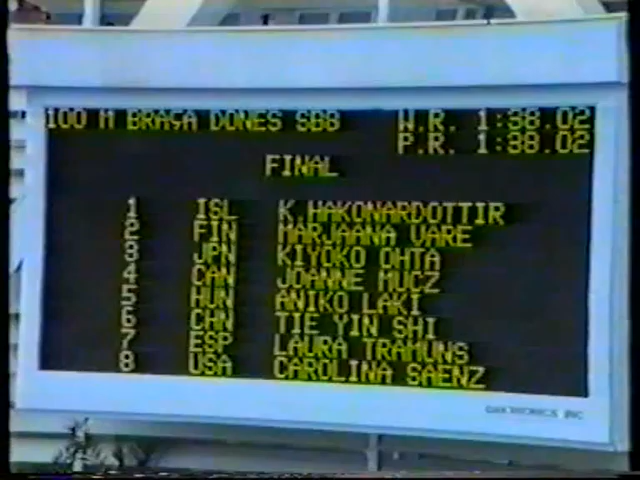 100 M BRAÇA DONES SB8 W.R. 1:38.02
P.R. 1:38.02
FINAL
1 ISL K.HAKONARDOTTIR
2 FIN MARJAANA VARE
3 JPN KIYOKO OHTA
4 CAN JOANNE MUCZ
5 HUN ANIKO LAKI
6 CHN TIE YIN SHI
7 ESP LAURA TRAMUNS
8 USA CAROLINA SAENZ
DAKTRONICS INC